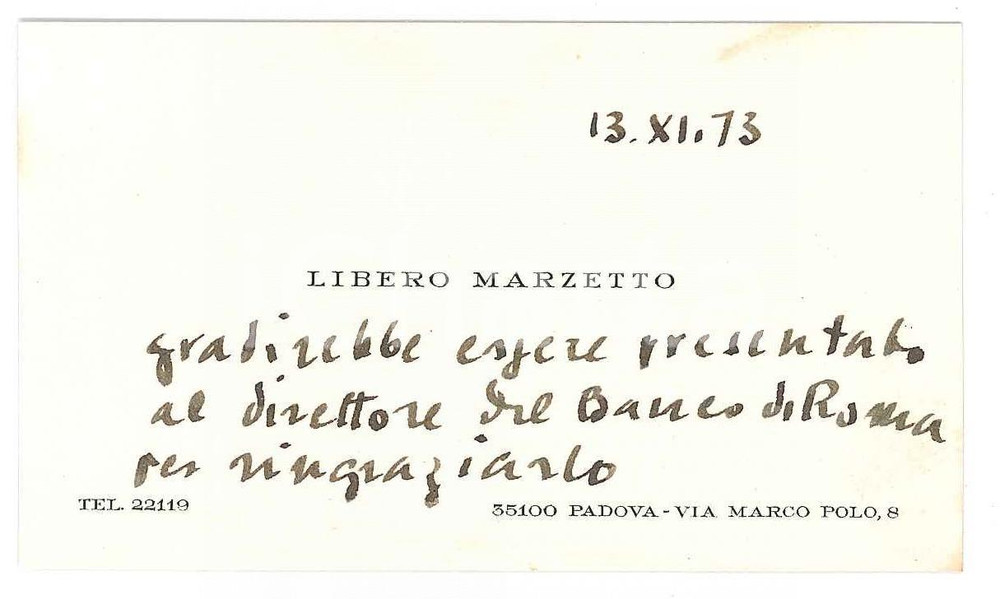 13.XI.73
LIBERO MARZETTO
gradirebbe essere presentato
al direttore del Banco di Roma
per ringraziarlo
TEL. 22119
35100 PADOVA - VIA MARCO POLO, 8